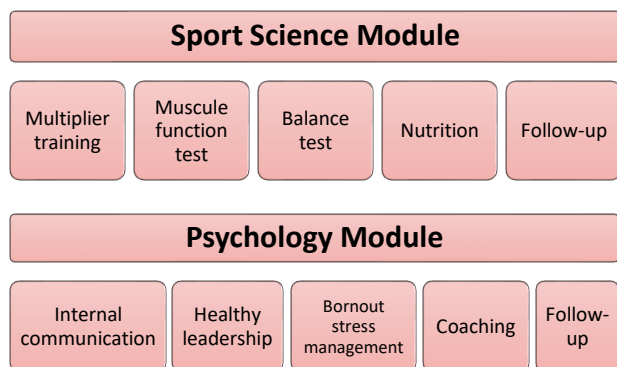 Sport Science Module
Multiplier
training
Muscule
function
test
Balance
test
Nutrition
Follow-up
Psychology Module
Internal
communication
Healthy
leadership
Bornout
stress
management
Coaching
Follow-
up